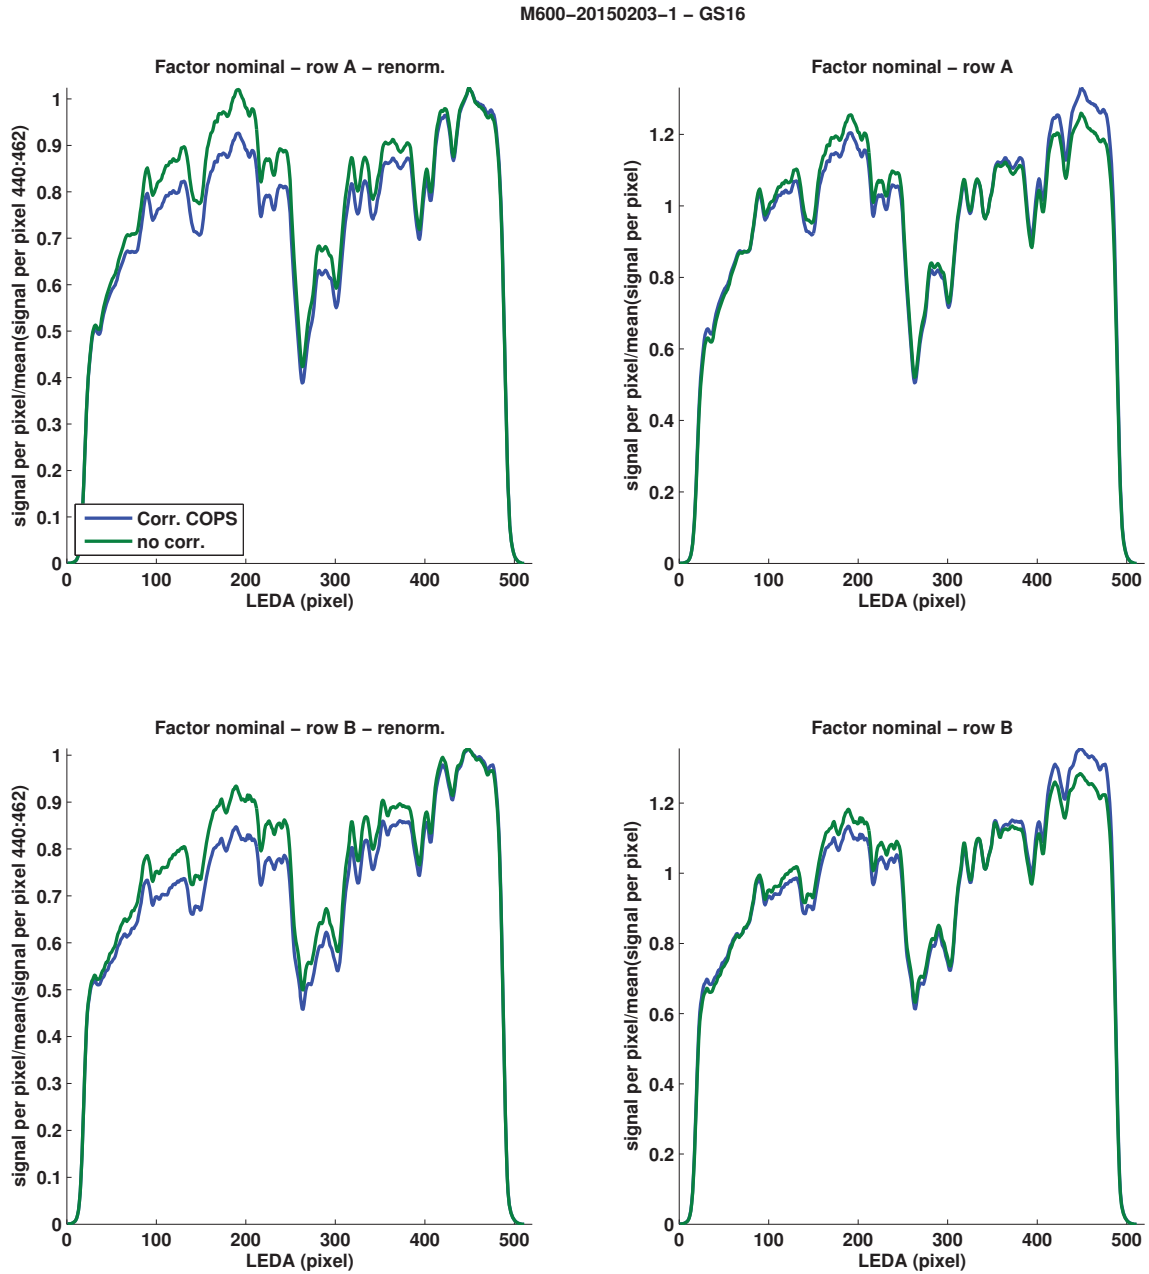 M600−20150203−1 − GS16
Factor nominal − row A − renorm.
signal per pixel/mean(signal per pixel 440:462)
1
0.9
0.8
0.7
0.6
0.5
0.4
0.3
0.2
0.1
0
Corr. COPS
no corr.
0 100 200 300 400 500
LEDA (pixel)
Factor nominal − row A
signal per pixel/mean(signal per pixel)
1.2
1
0.8
0.6
0.4
0.2
0
0 100 200 300 400 500
LEDA (pixel)
Factor nominal − row B − renorm.
signal per pixel/mean(signal per pixel 440:462)
1
0.9
0.8
0.7
0.6
0.5
0.4
0.3
0.2
0.1
0
0 100 200 300 400 500
LEDA (pixel)
Factor nominal − row B
signal per pixel/mean(signal per pixel)
1.2
1
0.8
0.6
0.4
0.2
0
0 100 200 300 400 500
LEDA (pixel)